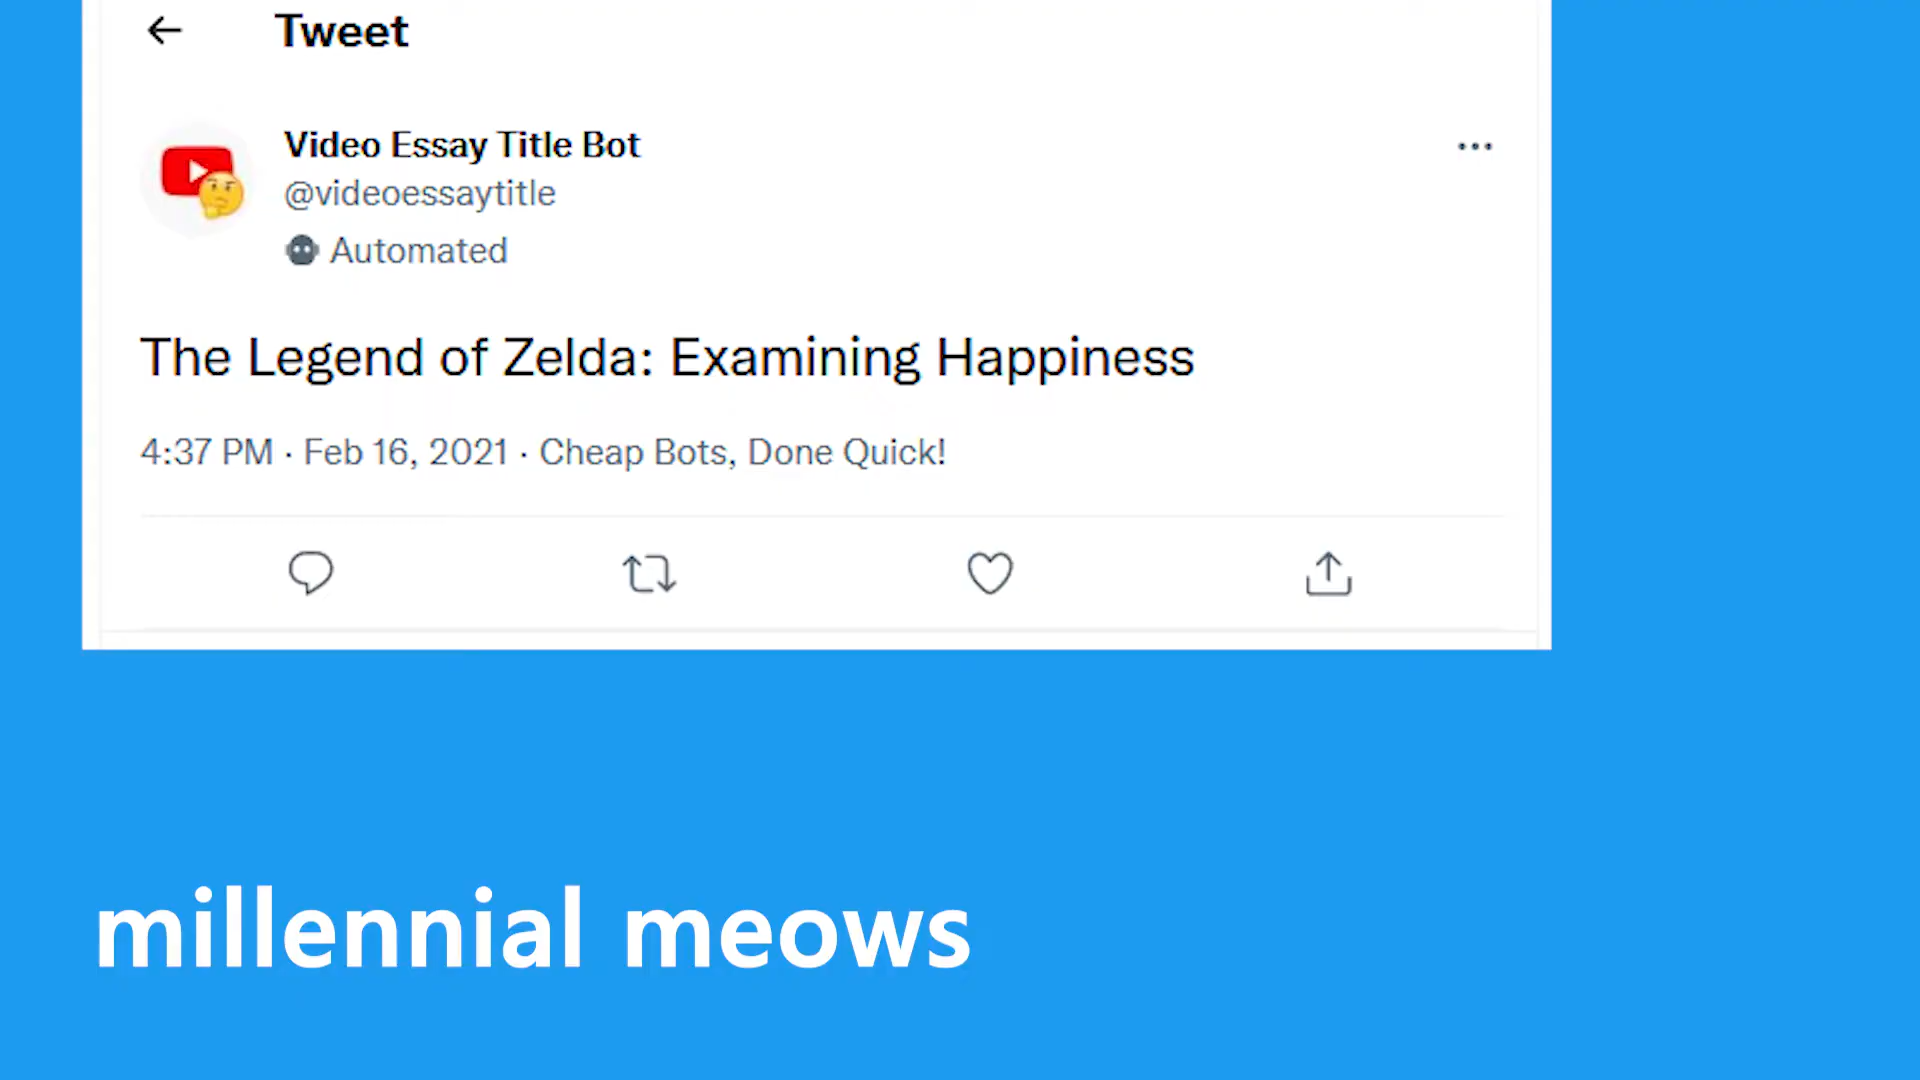 Tweet
Video Essay Title Bot
@videoessaytitle
Automated
The Legend of Zelda: Examining Happiness
4:37 PM · Feb 16, 2021 · Cheap Bots, Done Quick!
millennial meows